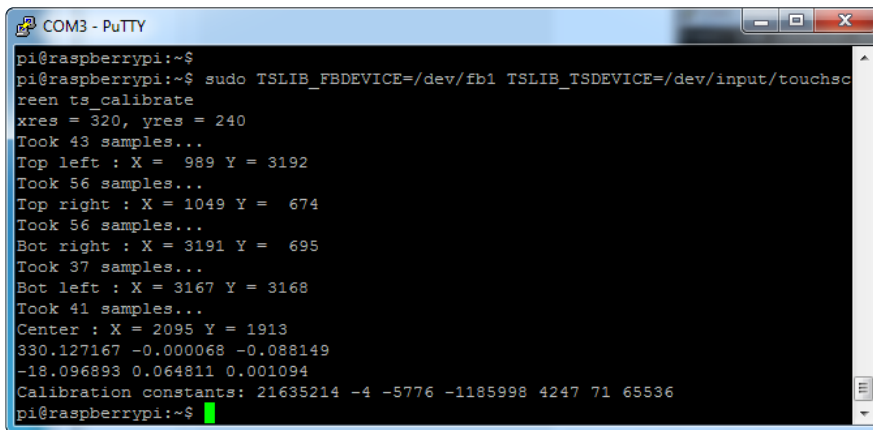 COM3 - PuTTY
pi@raspberrypi:~$
pi@raspberrypi:~$ sudo TSLIB_FBDEVICE=/dev/fb1 TSLIB_TSDEVICE=/dev/input/touchsc
reen ts_calibrate
xres = 320, yres = 240
Took 43 samples...
Top left : X =  989 Y = 3192
Took 56 samples...
Top right : X = 1049 Y =  674
Took 56 samples...
Bot right : X = 3191 Y =  695
Took 37 samples...
Bot left : X = 3167 Y = 3168
Took 41 samples...
Center : X = 2095 Y = 1913
330.127167 -0.000068 -0.088149
-18.096893 0.064811 0.001094
Calibration constants: 21635214 -4 -5776 -1185998 4247 71 65536
pi@raspberrypi:~$